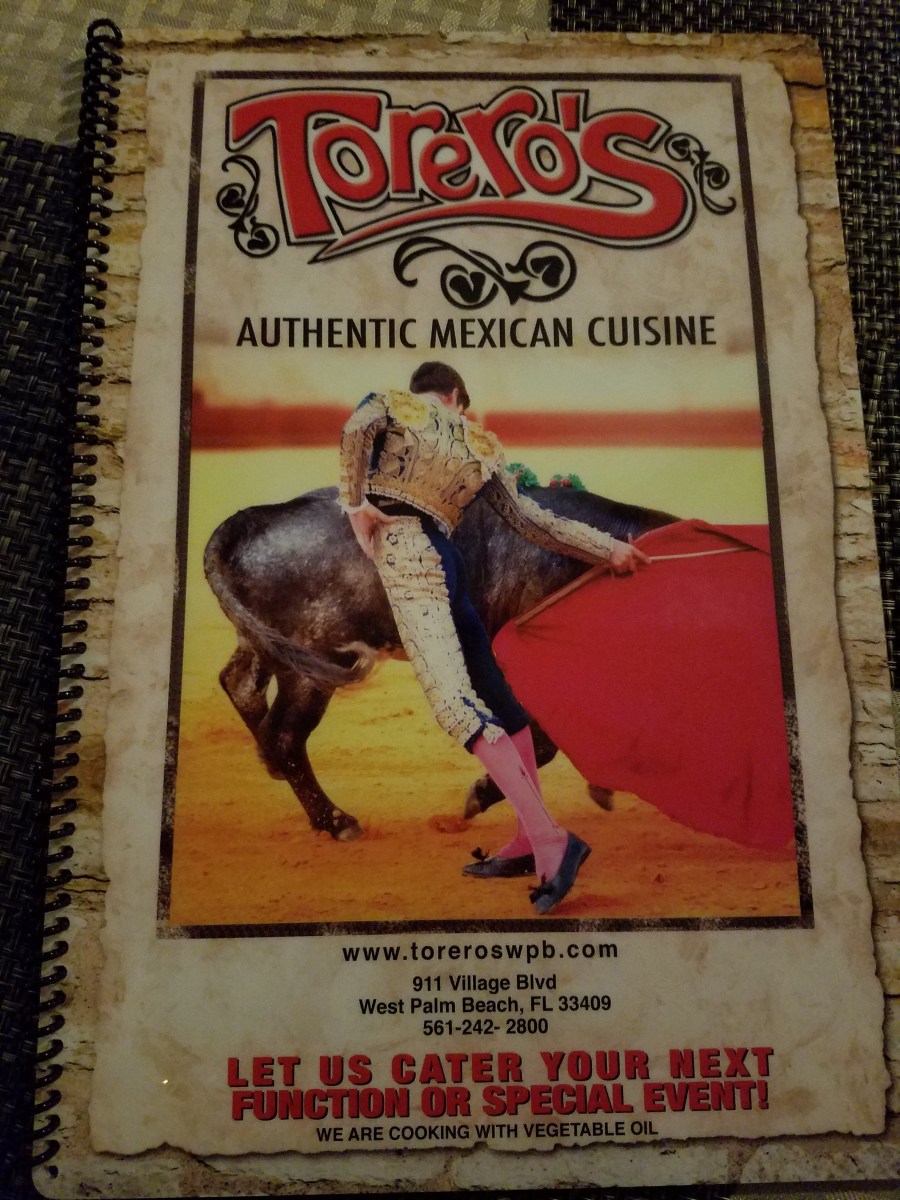 Torero's
AUTHENTIC MEXICAN CUISINE
www.toreroswpb.com
911 Village Blvd
West Palm Beach, FL 33409
561-242- 2800
LET US CATER YOUR NEXT
FUNCTION OR SPECIAL EVENT!
WE ARE COOKING WITH VEGETABLE OIL